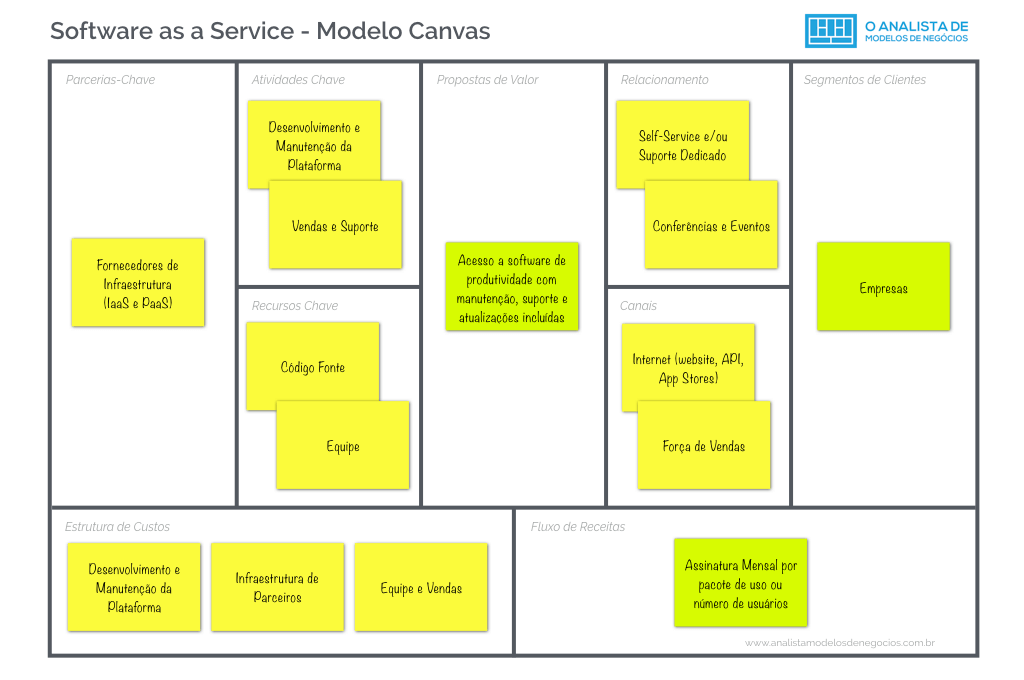 Software as a Service - Modelo Canvas
O ANALISTA DE
MODELOS DE NEGÓCIOS
Parcerias-Chave
Fornecedores de
Infraestrutura
(IaaS e PaaS)
Atividades Chave
Desenvolvimento e
Manutenção da
Plataforma
Vendas e Suporte
Recursos Chave
Código Fonte
Equipe
Propostas de Valor
Acesso a software de
produtividade com
manutenção, suporte e
atualizações incluídas
Relacionamento
Self-Service e/ou
Suporte Dedicado
Conferências e Eventos
Canais
Internet (website, API,
App Stores)
Força de Vendas
Segmentos de Clientes
Empresas
Estrutura de Custos
Desenvolvimento e
Manutenção da
Plataforma
Infraestrutura de
Parceiros
Equipe e Vendas
Fluxo de Receitas
Assinatura Mensal por
pacote de uso ou
número de usuários
www.analistamodelosdenegocios.com.br